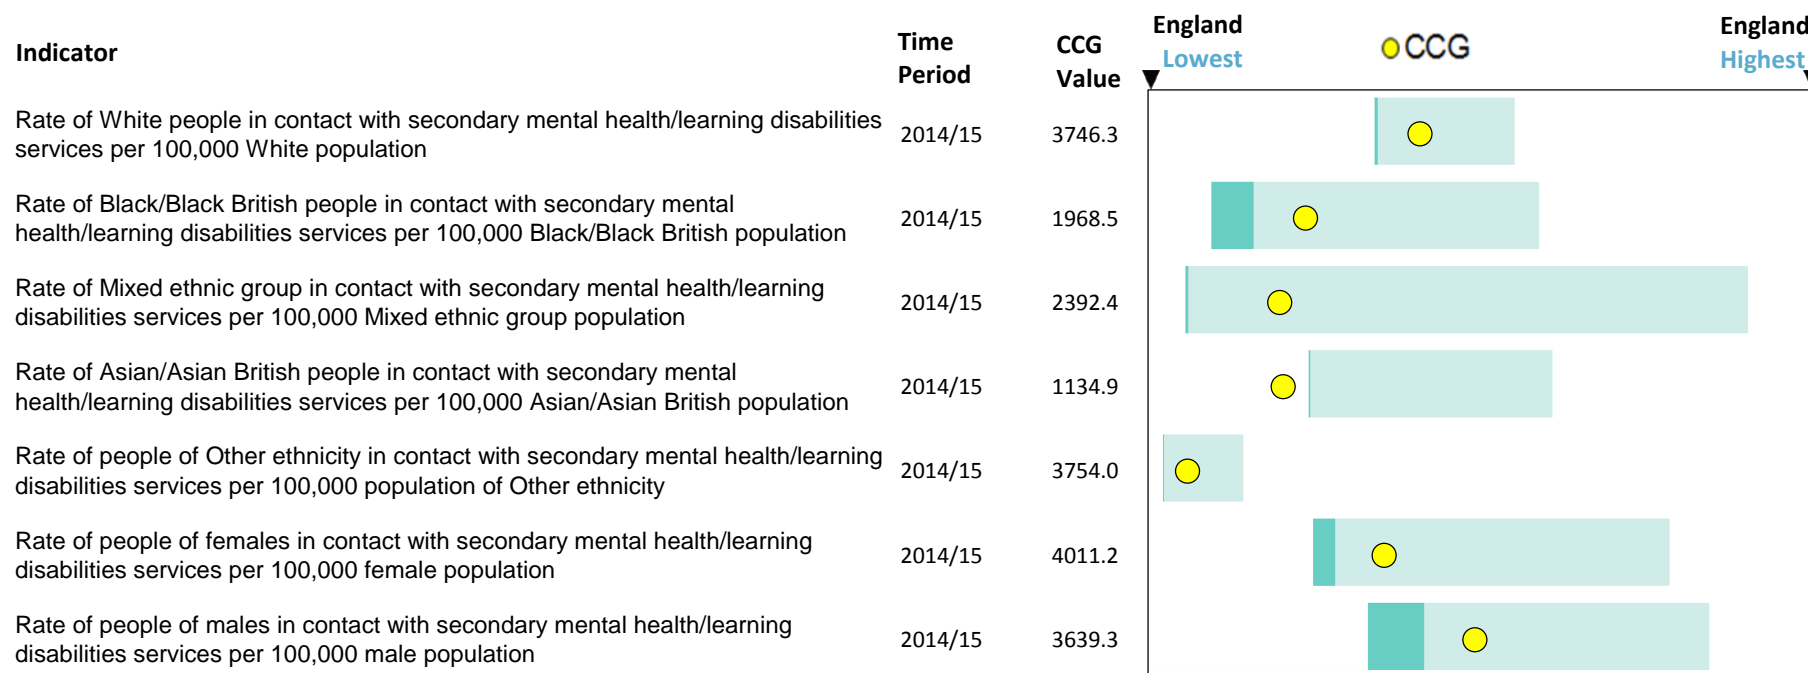 Indicator
Time
Period
CCG
Value
England
Lowest
CCG
England
Highest
Rate of White people in contact with secondary mental health/learning disabilities
services per 100,000 White population
2014/15
3746.3
Rate of Black/Black British people in contact with secondary mental
health/learning disabilities services per 100,000 Black/Black British population
2014/15
1968.5
Rate of Mixed ethnic group in contact with secondary mental health/learning
disabilities services per 100,000 Mixed ethnic group population
2014/15
2392.4
Rate of Asian/Asian British people in contact with secondary mental
health/learning disabilities services per 100,000 Asian/Asian British population
2014/15
1134.9
Rate of people of Other ethnicity in contact with secondary mental health/learning
disabilities services per 100,000 population of Other ethnicity
2014/15
3754.0
Rate of people of females in contact with secondary mental health/learning
disabilities services per 100,000 female population
2014/15
4011.2
Rate of people of males in contact with secondary mental health/learning
disabilities services per 100,000 male population
2014/15
3639.3